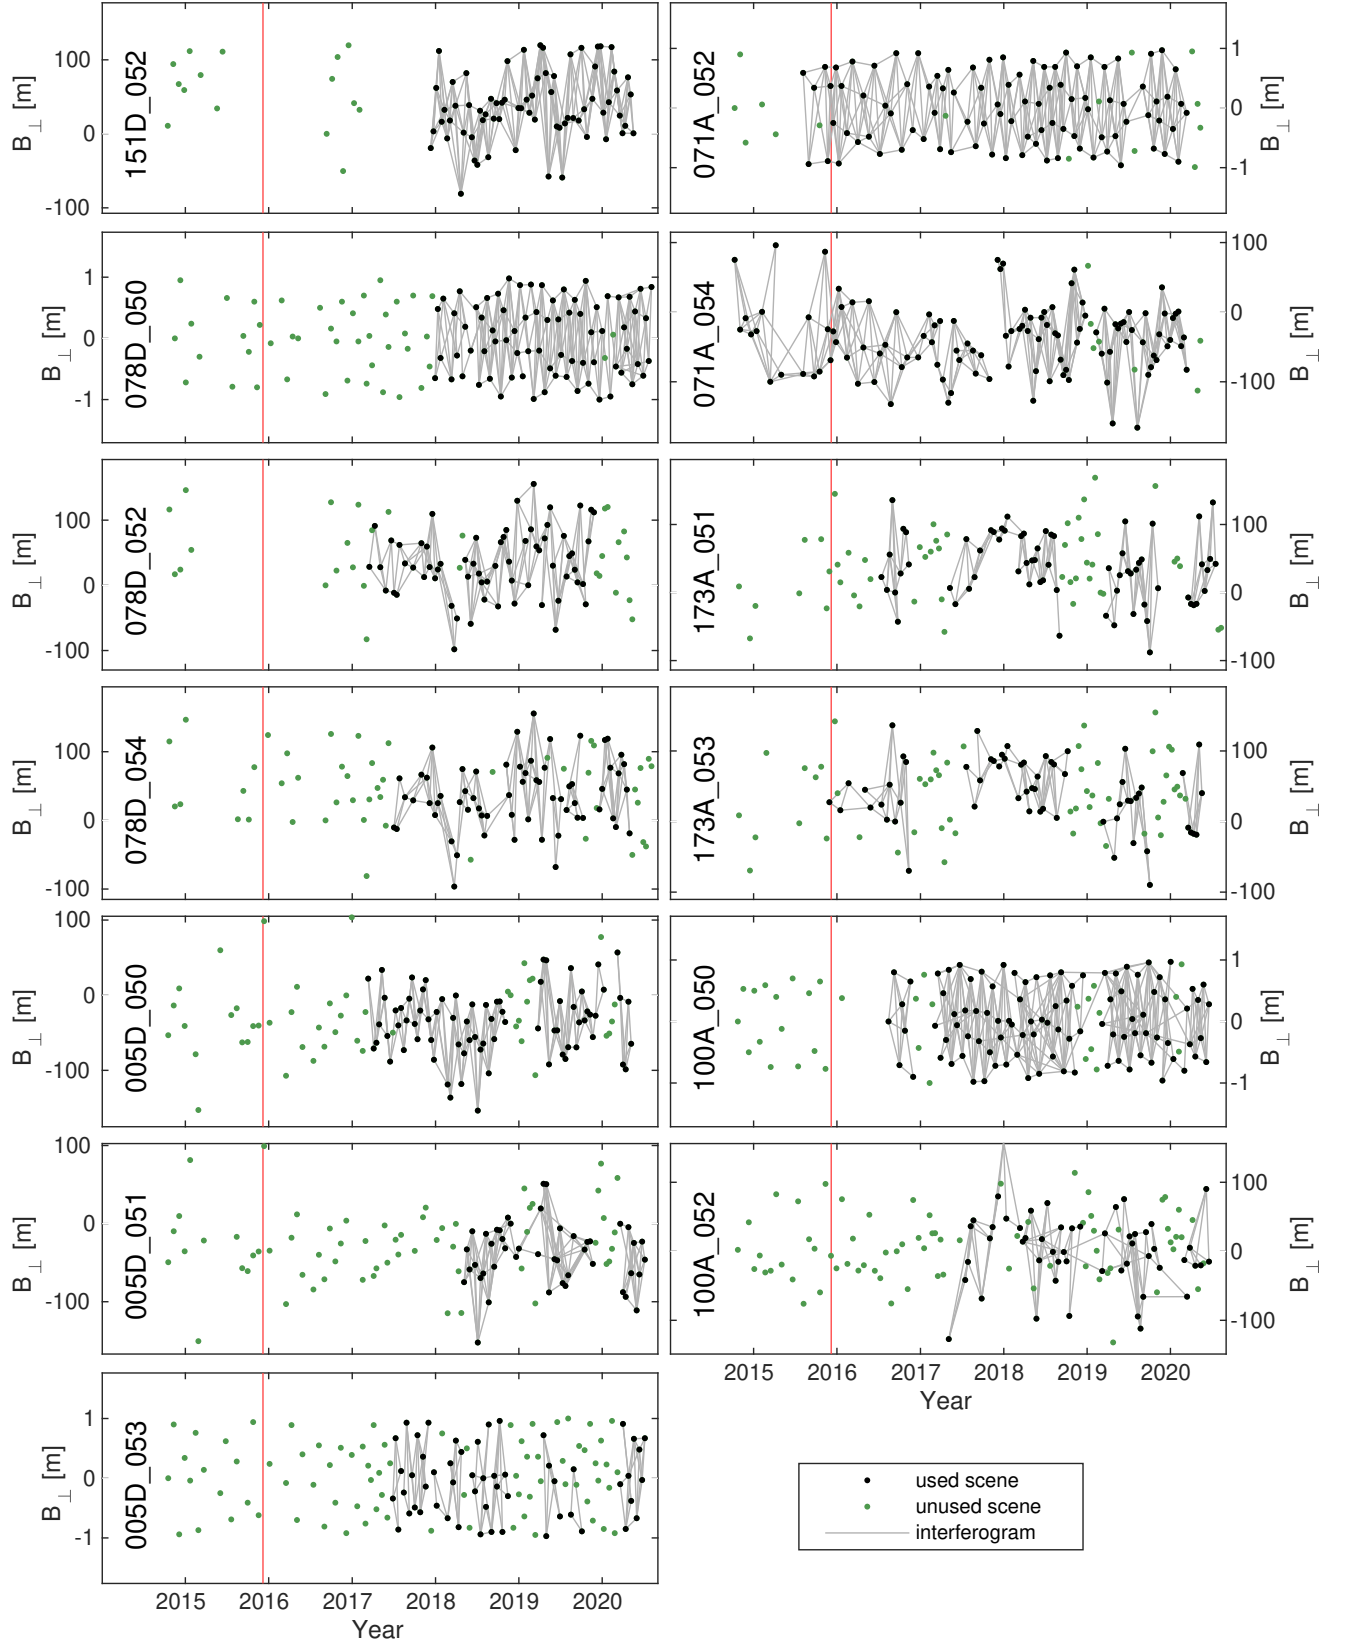 B⊥ [m]
100
0
-100
151D_052
071A_052
1
0
-1
B⊥ [m]
B⊥ [m]
1
0
-1
078D_050
071A_054
100
0
-100
B⊥ [m]
B⊥ [m]
100
0
-100
078D_052
173A_051
100
0
-100
B⊥ [m]
B⊥ [m]
100
0
-100
078D_054
173A_053
100
0
-100
B⊥ [m]
B⊥ [m]
100
0
-100
005D_050
100A_050
1
0
-1
B⊥ [m]
B⊥ [m]
100
0
-100
005D_051
100A_052
100
0
-100
B⊥ [m]
2015 2016 2017 2018 2019 2020
Year
B⊥ [m]
1
0
-1
005D_053
2015 2016 2017 2018 2019 2020
Year
used scene
unused scene
interferogram